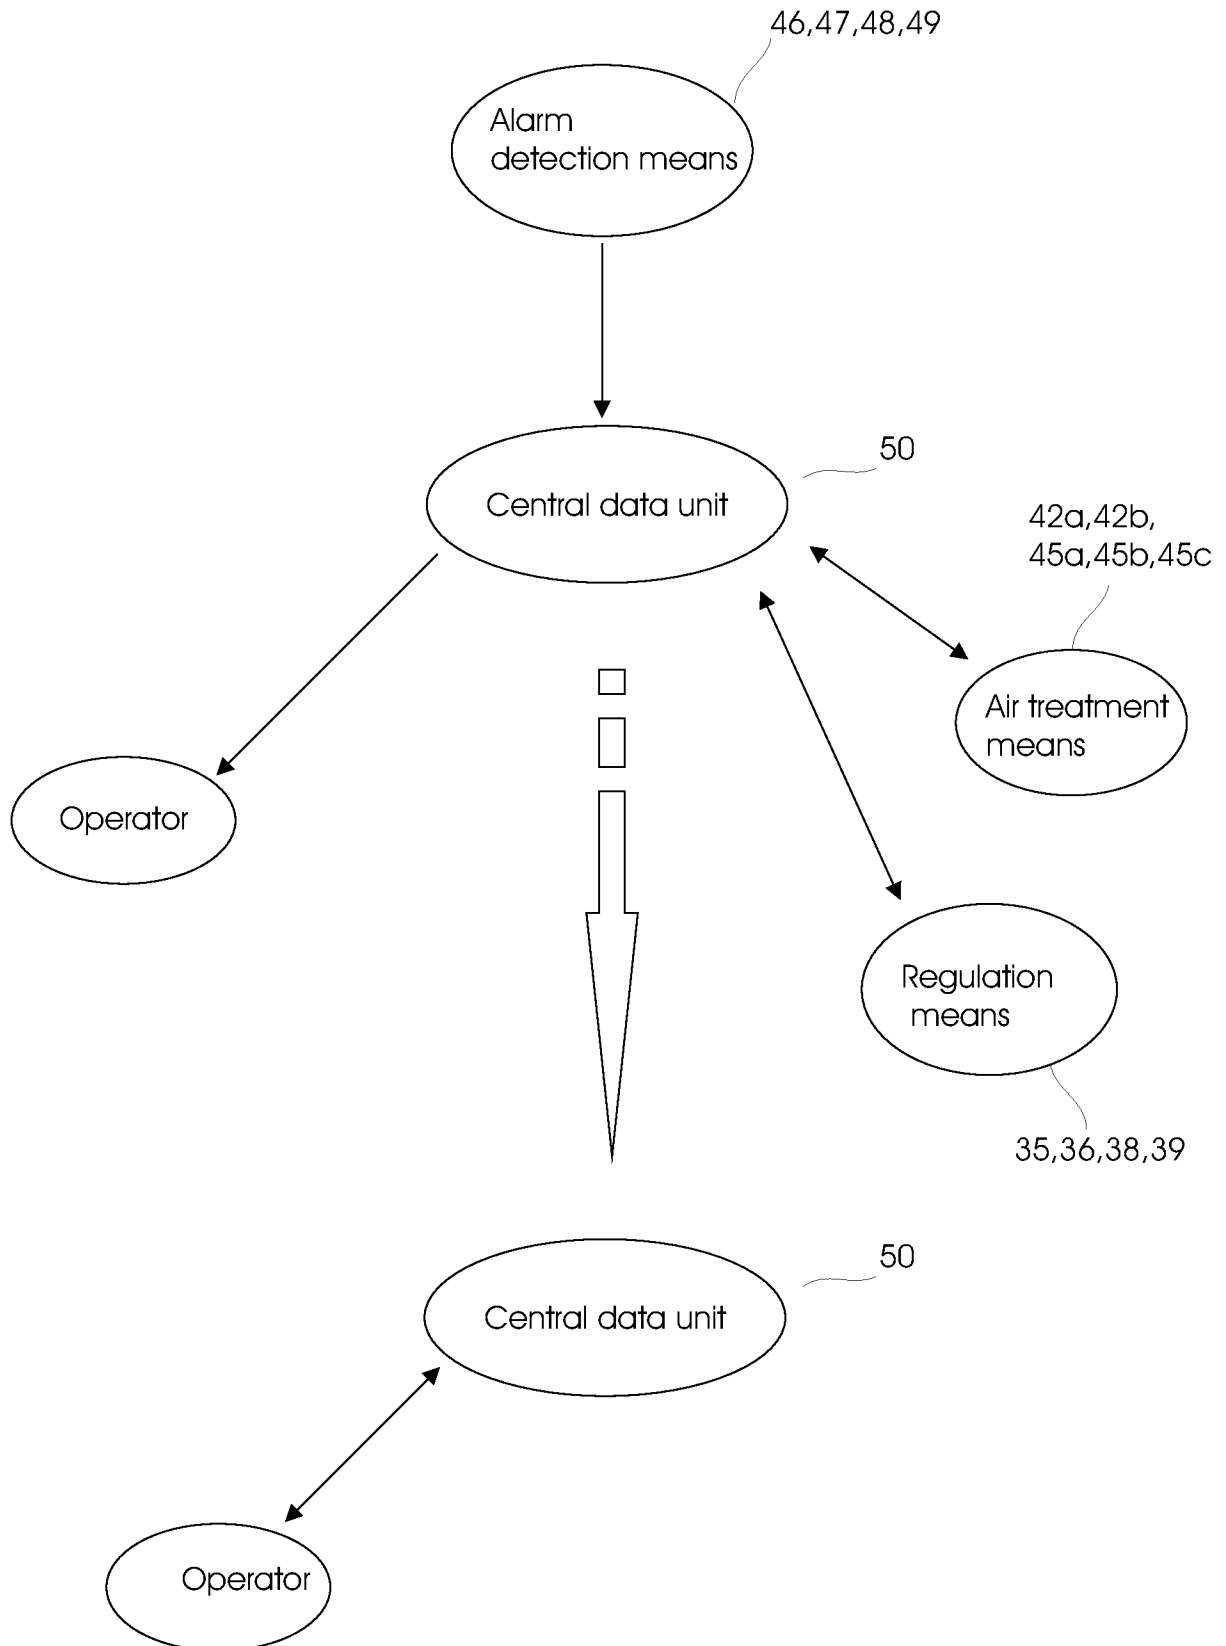 46,47,48,49
Alarm
detection means
50
Central data unit
42a,42b,
45a,45b,45c
Air treatment
means
Operator
Regulation
means
35,36,38,39
50
Central data unit
Operator